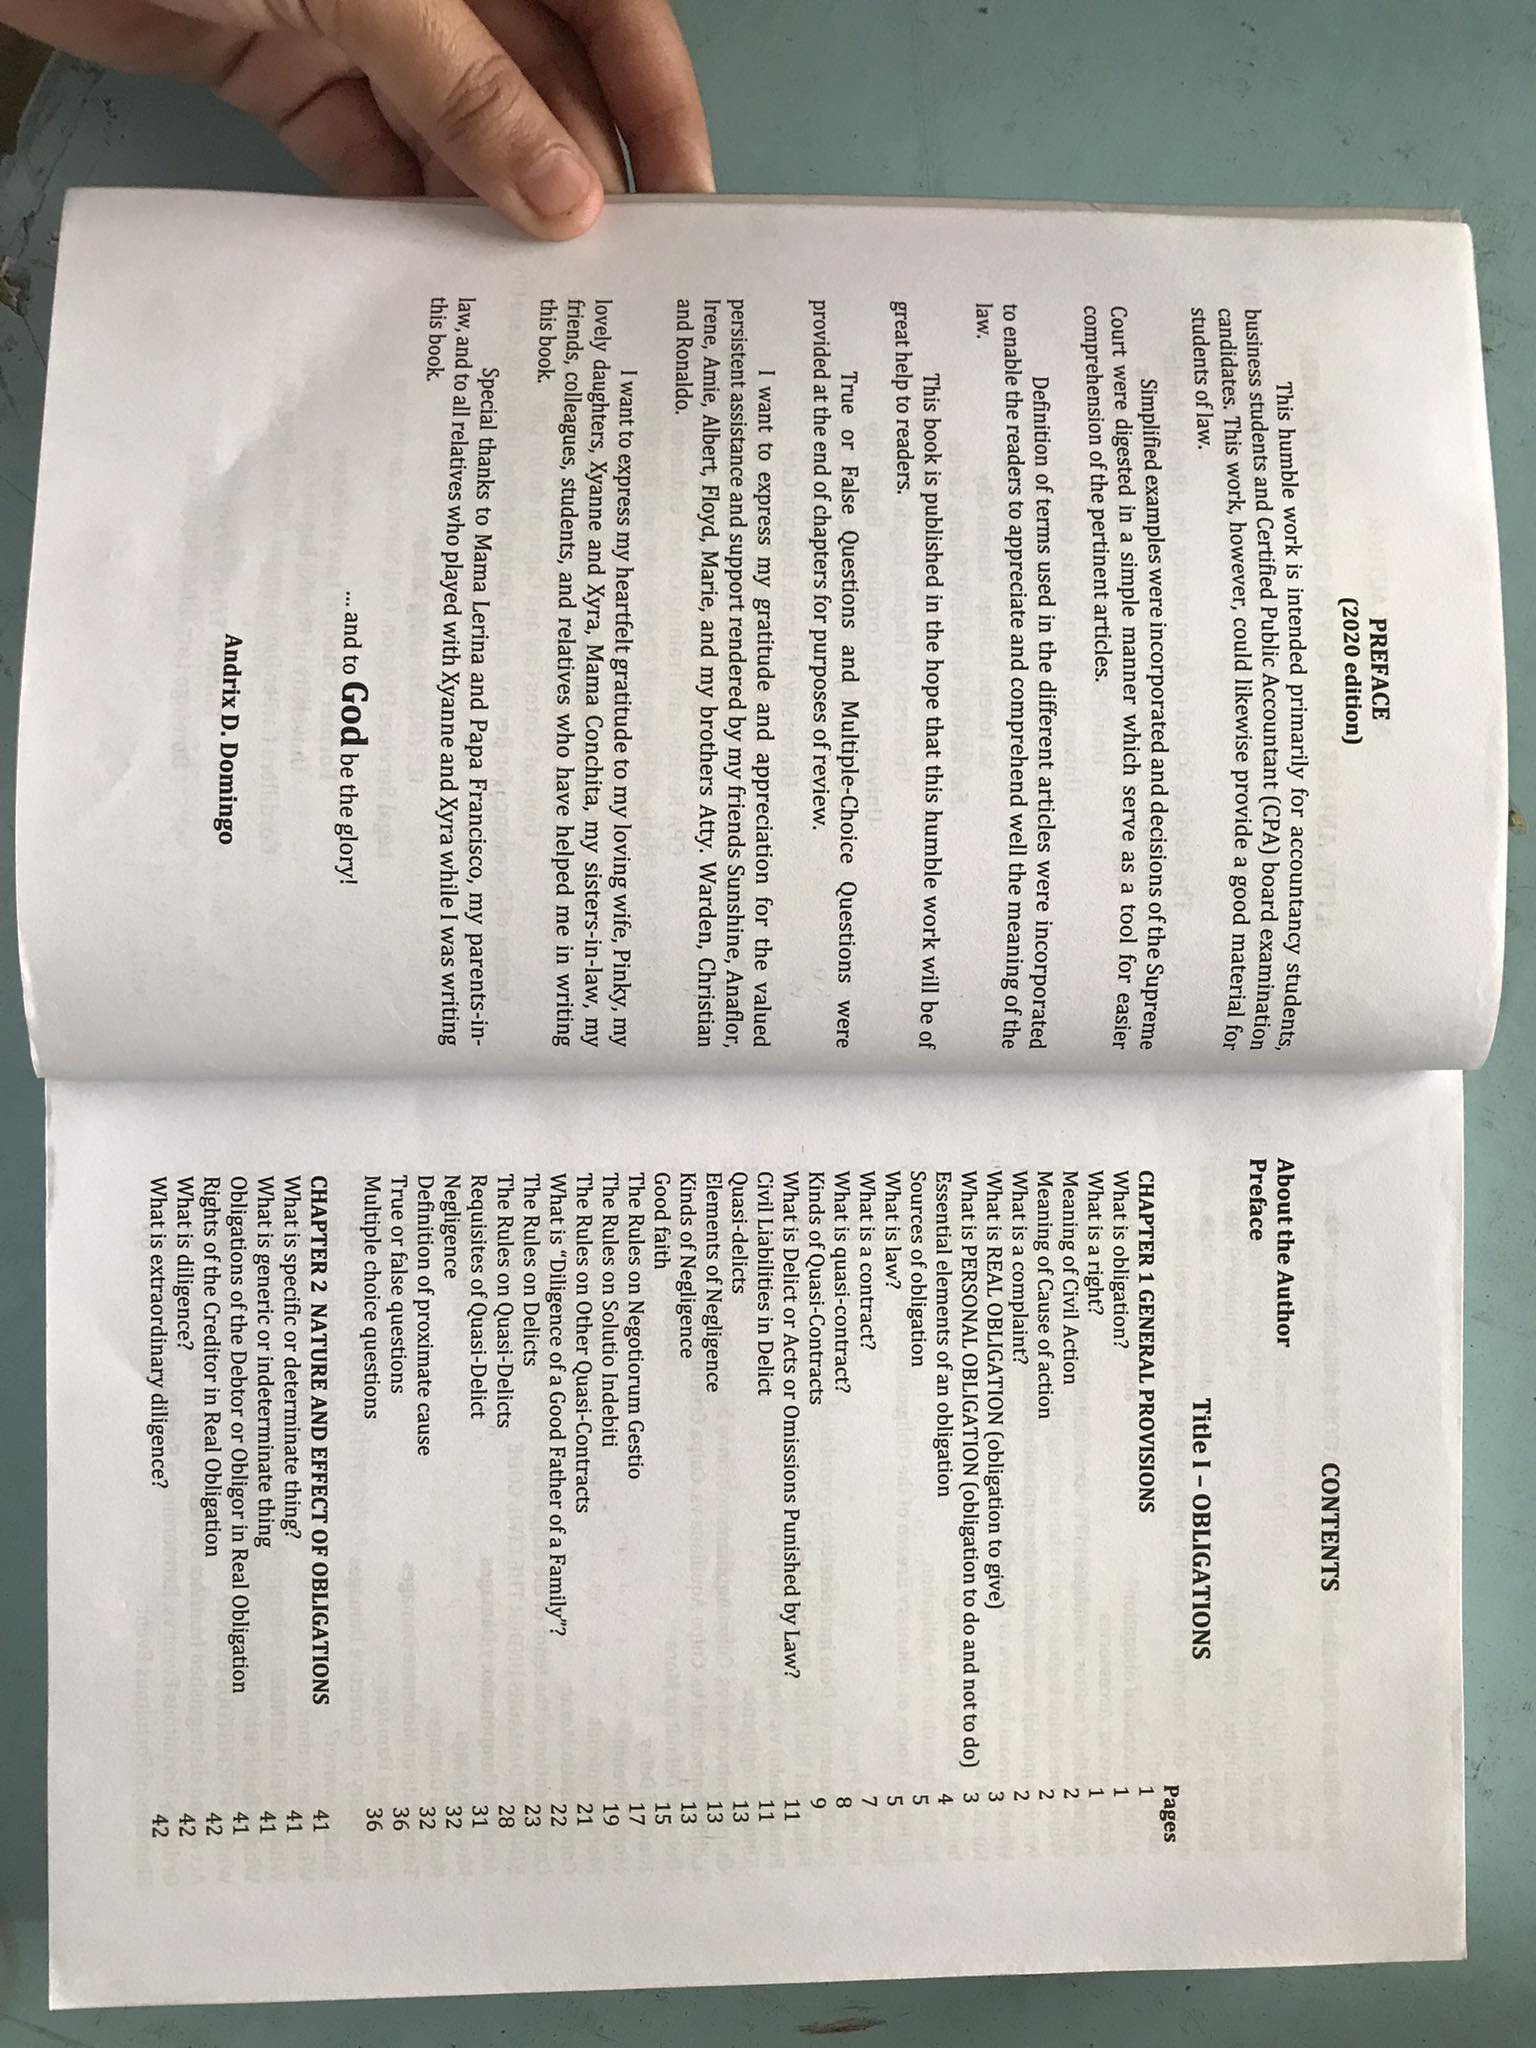 PREFACE
(2020 edition)
This humble work is intended primarily for accountancy students,
business students and Certified Public Accountant (CPA) board examination
candidates. This work, however, could likewise provide a good material for
students of law.
Simplified examples were incorporated and decisions of the Supreme
Court were digested in a simple manner which serve as a tool for easier
comprehension of the pertinent articles.
Definition of terms used in the different articles were incorporated
to enable the readers to appreciate and comprehend well the meaning of the
law.
This book is published in the hope that this humble work will be of
great help to readers.
True or False Questions and Multiple-Choice Questions were
provided at the end of chapters for purposes of review.
I want to express my gratitude and appreciation for the valued
persistent assistance and support rendered by my friends Sunshine, Anaflor,
Irene, Amie, Albert, Floyd, Marie, and my brothers Atty. Warden, Christian
and Ronaldo.
I want to express my heartfelt gratitude to my loving wife, Pinky, my
lovely daughters, Xyanne and Xyra, Mama Conchita, my sisters-in-law, my
friends, colleagues, students, and relatives who have helped me in writing
this book.
Special thanks to Mama Lerina and Papa Francisco, my parents-in-
law, and to all relatives who played with Xyanne and Xyra while I was writing
this book.
... and to God be the glory!
Andrix D. Domingo
CONTENTS
About the Author
Preface
Title I – OBLIGATIONS
Pages
CHAPTER 1 GENERAL PROVISIONS 1
What is obligation? 1
What is a right? 1
Meaning of Civil Action 2
Meaning of Cause of action 2
What is a complaint? 2
What is REAL OBLIGATION (obligation to give) 3
What is PERSONAL OBLIGATION (obligation to do and not to do) 3
Essential elements of an obligation 4
Sources of obligation 5
What is law? 5
What is a contract? 7
What is quasi-contract? 8
Kinds of Quasi-Contracts 9
What is Delict or Acts or Omissions Punished by Law? 11
Civil Liabilities in Delict 11
Quasi-delicts 13
Elements of Negligence 13
Kinds of Negligence 13
Good faith 15
The Rules on Negotiorum Gestio 17
The Rules on Solutio Indebiti 19
The Rules on Other Quasi-Contracts 21
What is “Diligence of a Good Father of a Family”? 22
The Rules on Delicts 23
The Rules on Quasi-Delicts 28
Requisites of Quasi-Delict 31
Negligence 32
Definition of proximate cause 32
True or false questions 36
Multiple choice questions 36
CHAPTER 2 NATURE AND EFFECT OF OBLIGATIONS 41
What is specific or determinate thing? 41
What is generic or indeterminate thing 41
Obligations of the Debtor or Obligor in Real Obligation 41
Rights of the Creditor in Real Obligation 42
What is diligence? 42
What is extraordinary diligence? 42